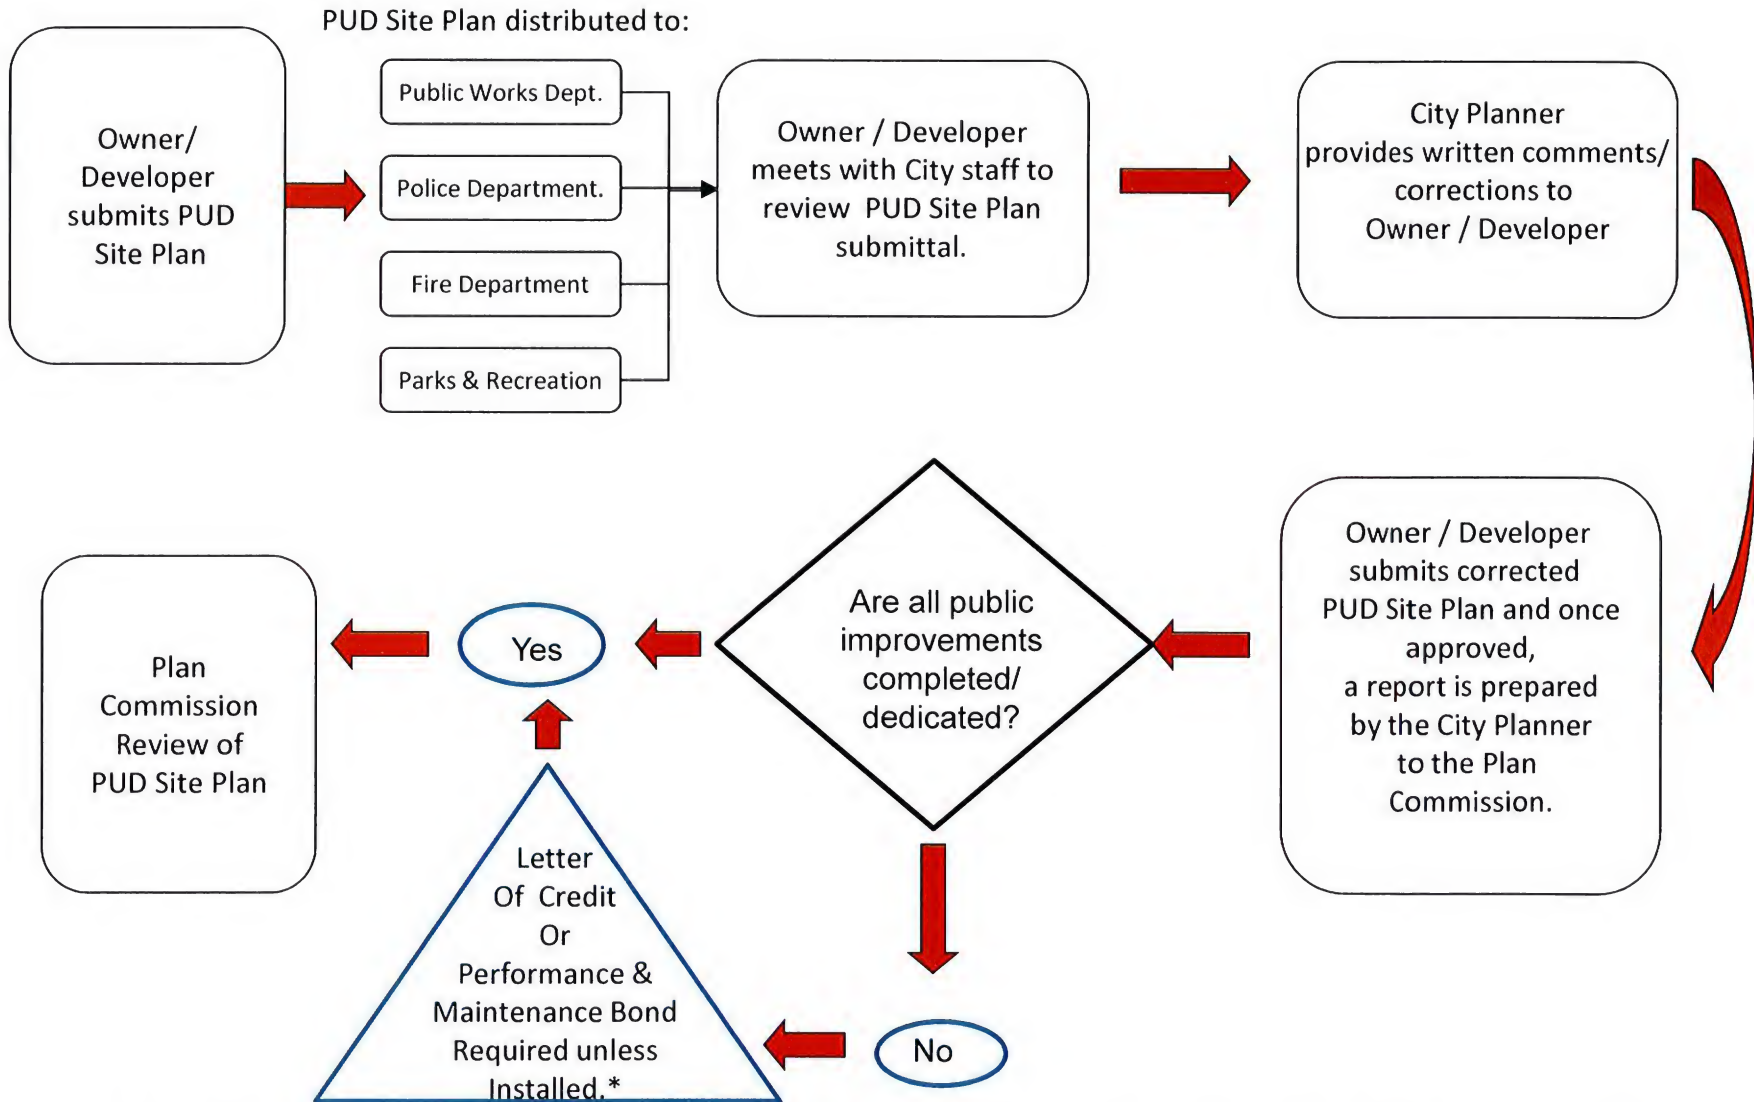 PUD Site Plan distributed to:
Owner/
Developer
submits PUD
Site Plan
Public Works Dept.
Police Department.
Fire Department
Parks & Recreation
Owner / Developer
meets with City staff to
review PUD Site Plan
submittal.
City Planner
provides written comments/
corrections to
Owner / Developer
Owner / Developer
submits corrected
PUD Site Plan and once
approved,
a report is prepared
by the City Planner
to the Plan
Commission.
Are all public
improvements
completed/
dedicated?
Yes
Plan
Commission
Review of
PUD Site Plan
No
Letter
Of Credit
Or
Performance &
Maintenance Bond
Required unless
Installed.*